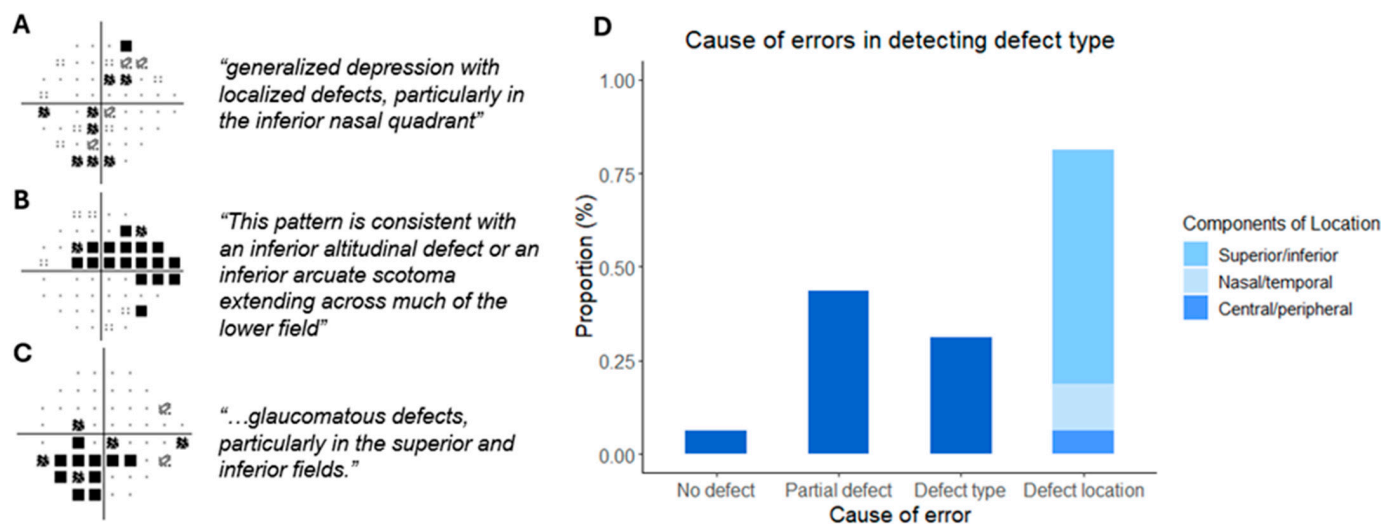 A
“generalized depression with
localized defects, particularly in
the inferior nasal quadrant”
B
“This pattern is consistent with
an inferior altitudinal defect or an
inferior arcuate scotoma
extending across much of the
lower field”
C
“…glaucomatous defects,
particularly in the superior and
inferior fields.”
D
Cause of errors in detecting defect type
Proportion (%)
1.00
0.75
0.50
0.25
0.00
No defect
Partial defect
Defect type
Defect location
Cause of error
Components of Location
Superior/inferior
Nasal/temporal
Central/peripheral